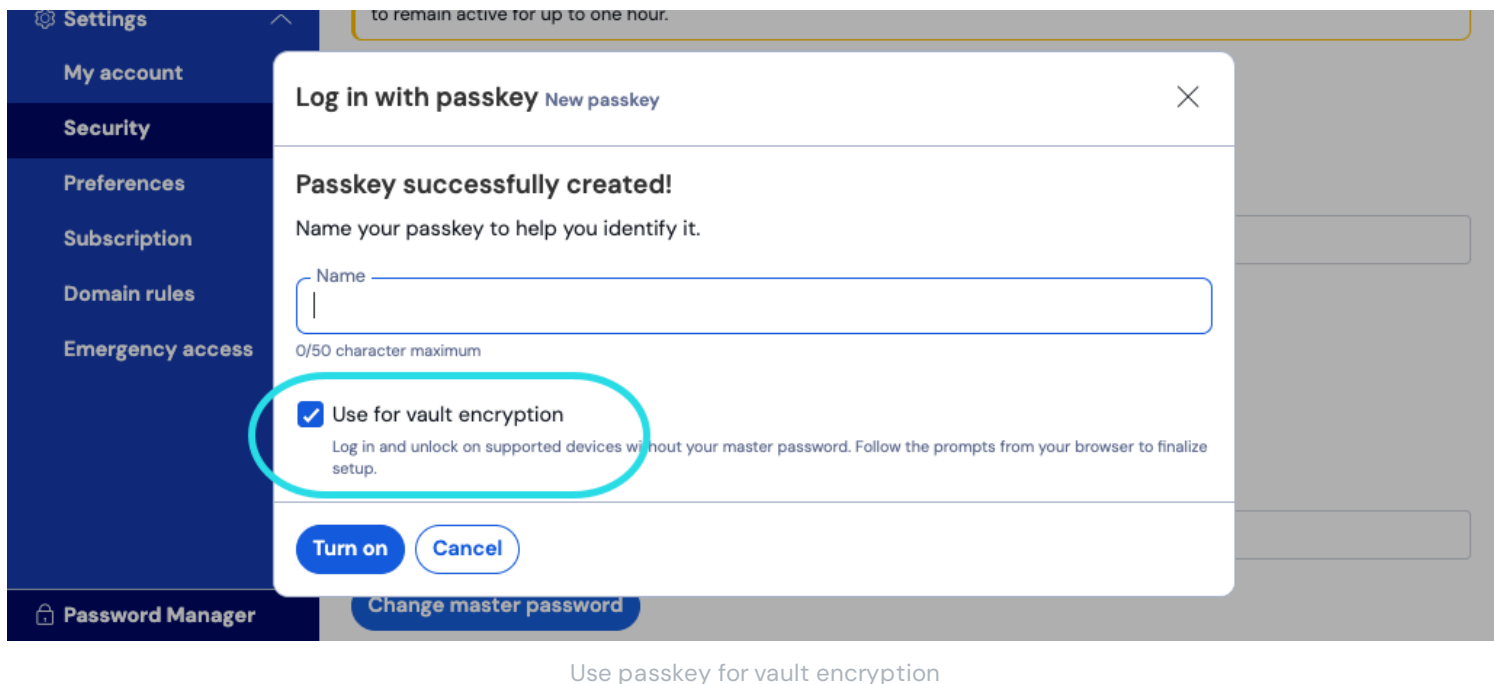 Settings
My account
Security
Preferences
Subscription
Domain rules
Emergency access
Password Manager
to remain active for up to one hour.
Log in with passkey New passkey
Passkey successfully created!
Name your passkey to help you identify it.
Name
0/50 character maximum
Use for vault encryption
Log in and unlock on supported devices without your master password. Follow the prompts from your browser to finalize
setup.
Turn on Cancel
Change master password
Use passkey for vault encryption